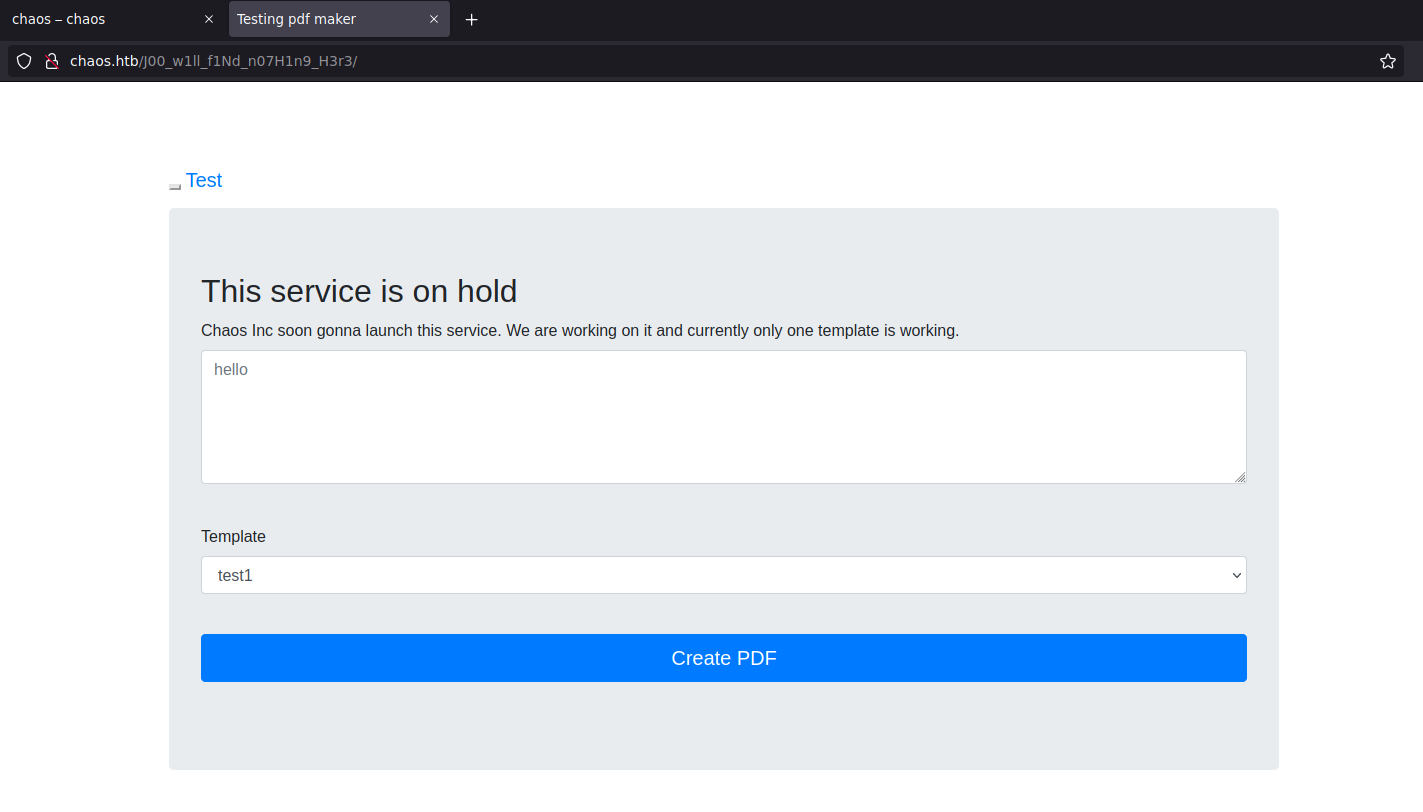 chaos – chaos
Testing pdf maker
chaos.htb/J00_w1ll_f1Nd_n07H1n9_H3r3/
Test
This service is on hold
Chaos Inc soon gonna launch this service. We are working on it and currently only one template is working.
hello
Template
test1
Create PDF